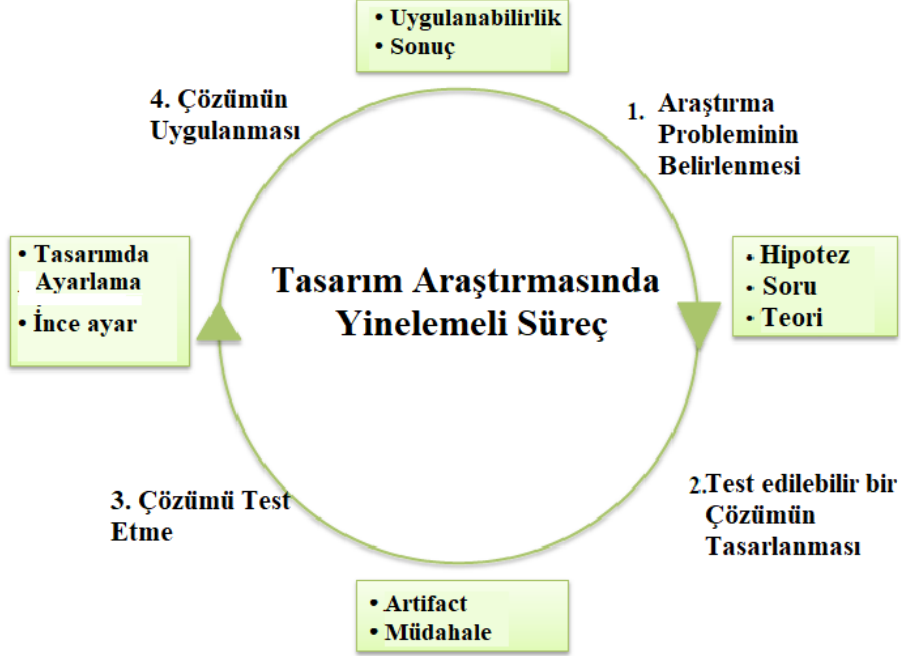 • Uygulanabilirlik
• Sonuç
4. Çözümün
Uygulanması
1. Araştırma
Probleminin
Belirlenmesi
• Tasarımda
Ayarlama
• İnce ayar
Tasarım Araştırmasında
Yinelemeli Süreç
• Hipotez
• Soru
• Teori
3. Çözümü Test
Etme
2.Test edilebilir bir
Çözümün
Tasarlanması
• Artifact
• Müdahale